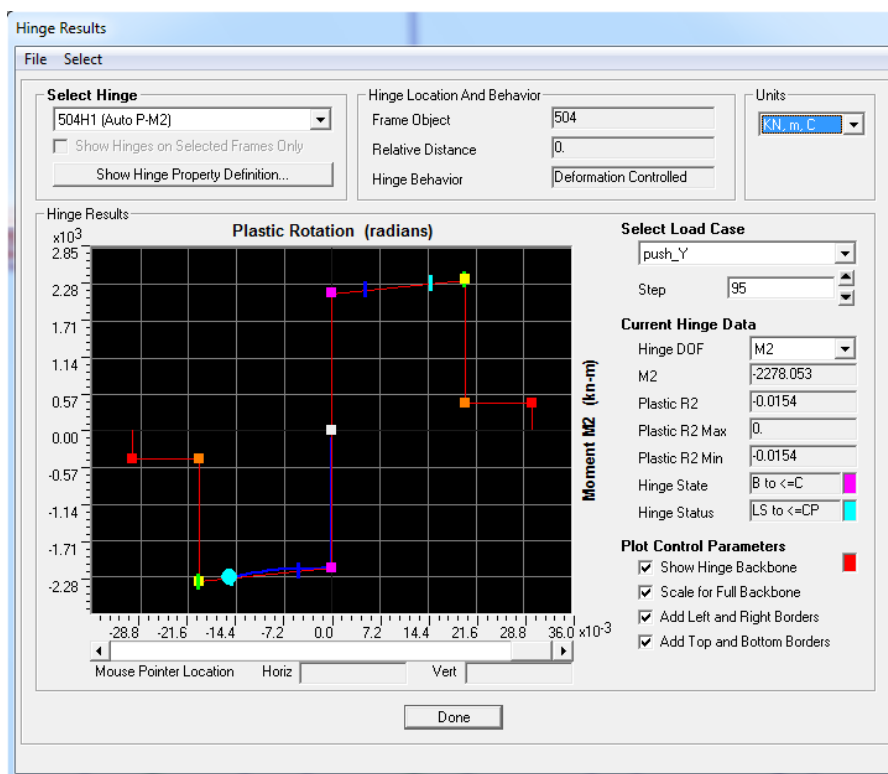 Hinge Results
File Select
Select Hinge
504H1 (Auto P-M2)
Show Hinges on Selected Frames Only
Show Hinge Property Definition...
Hinge Location And Behavior
Frame Object 504
Relative Distance 0.
Hinge Behavior Deformation Controlled
Units
KN, m, C
Hinge Results
Plastic Rotation (radians)
x10³
2.85
2.28
1.71
1.14
0.57
0.00
-0.57
-1.14
-1.71
-2.28
-28.8 -21.6 -14.4 -7.2 0.0 7.2 14.4 21.6 28.8 36.0 x10⁻³
Moment M2 (kn-m)
Mouse Pointer Location Horiz Vert
Select Load Case
push_Y
Step 95
Current Hinge Data
Hinge DOF M2
M2 -2278.053
Plastic R2 -0.0154
Plastic R2 Max 0.
Plastic R2 Min -0.0154
Hinge State B to <=C
Hinge Status LS to <=CP
Plot Control Parameters
Show Hinge Backbone
Scale for Full Backbone
Add Left and Right Borders
Add Top and Bottom Borders
Done